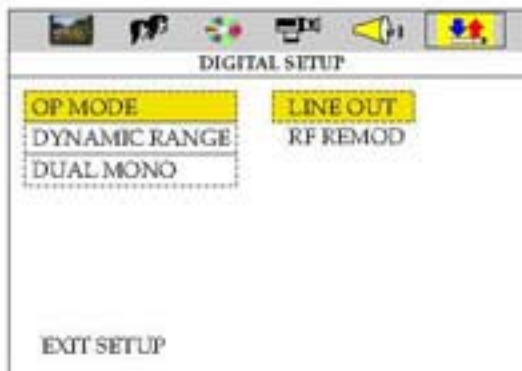 DIGITAL SETUP
OP MODE
LINE OUT
DYNAMIC RANGE
RF REMOD
DUAL MONO
EXIT SETUP